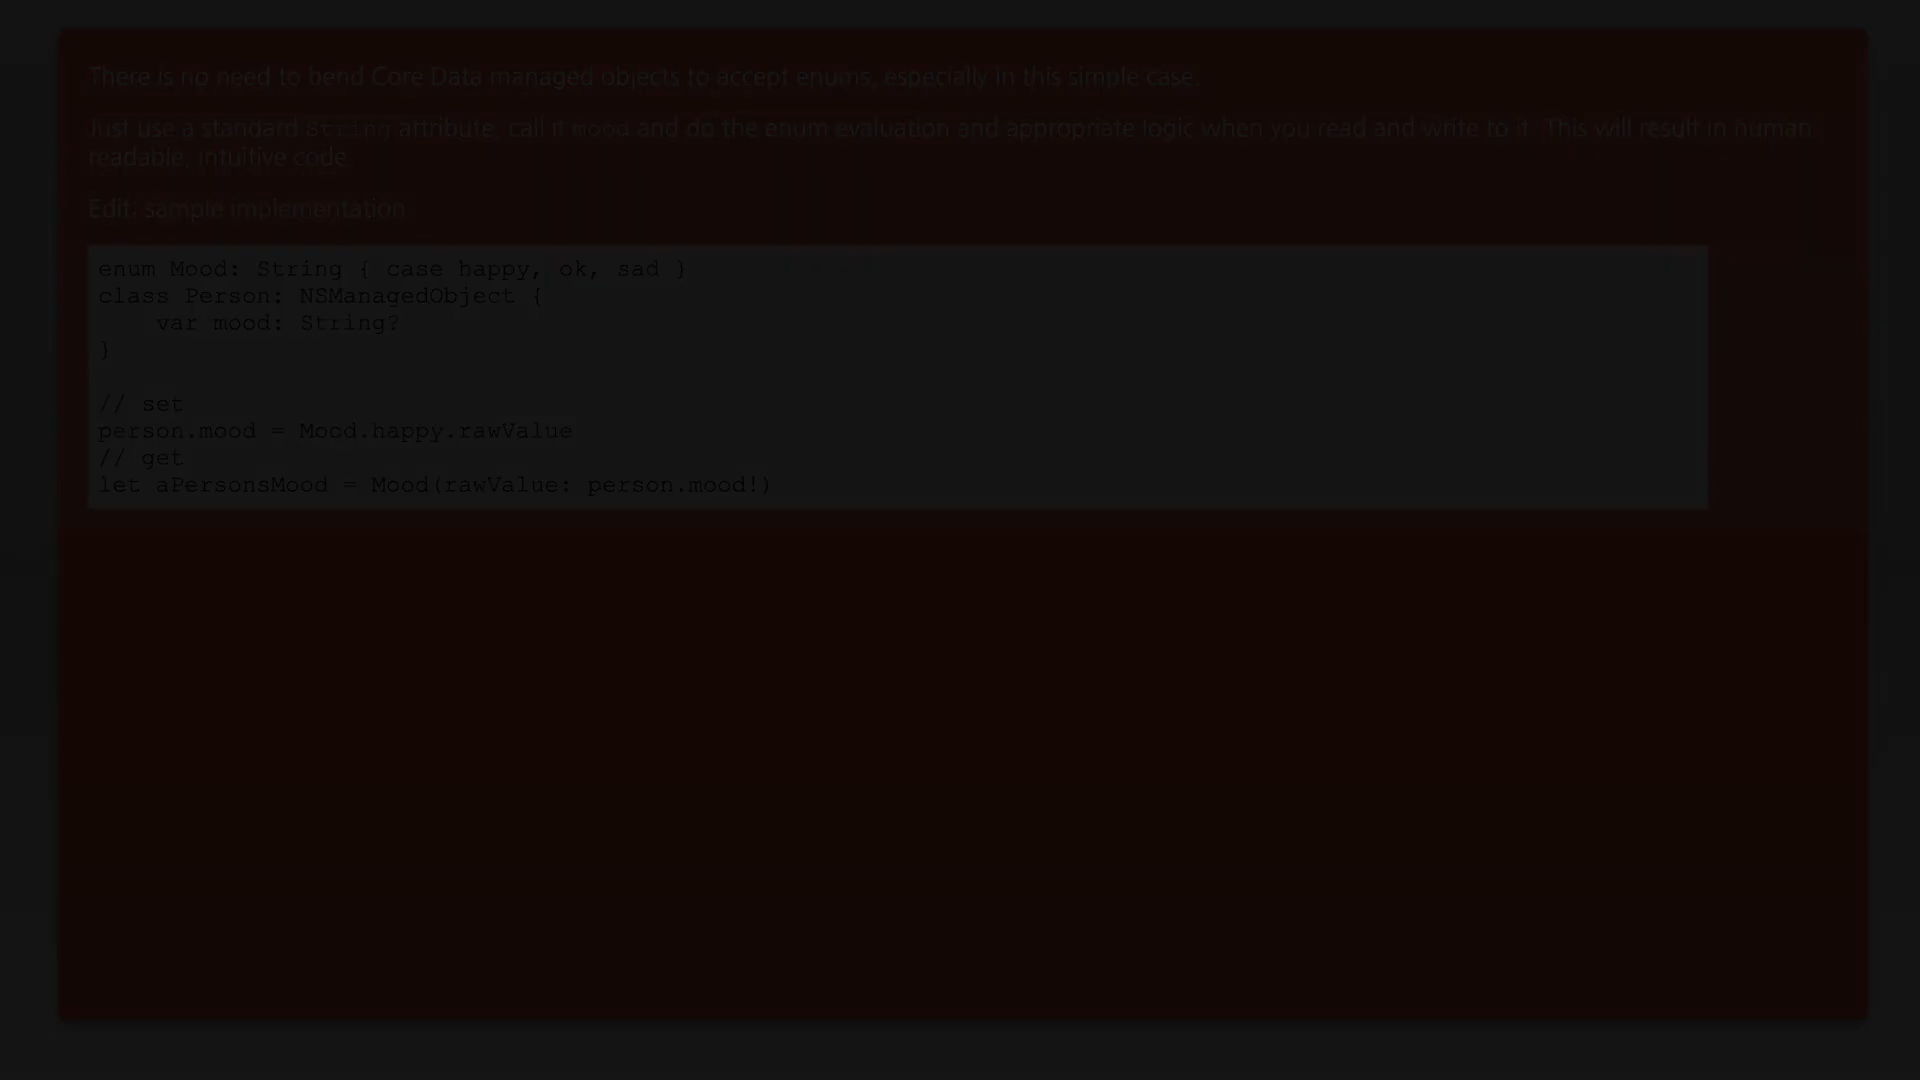 There is no need to bend Core Data managed objects to accept enums, especially in this simple case.
Just use a standard String attribute, call it mood and do the enum evaluation and appropriate logic when you read and write to it. This will result in human
readable, intuitive code.
Edit: sample implementation
enum Mood: String { case happy, ok, sad }
class Person: NSManagedObject {
    var mood: String?
}
// set
person.mood = Mood.happy.rawValue
// get
let aPersonsMood = Mood(rawValue: person.mood!)